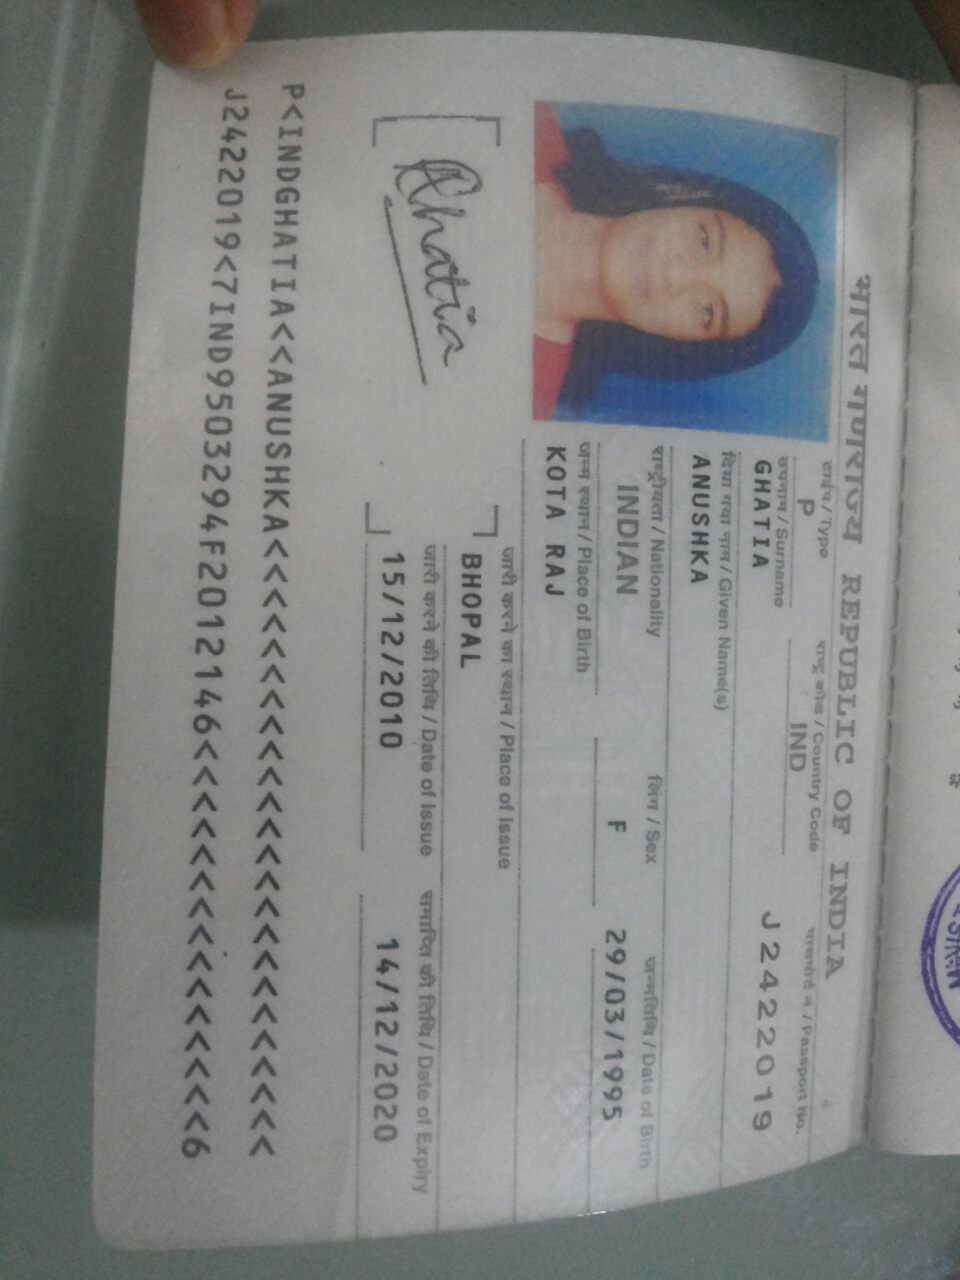 भारत गणराज्य REPUBLIC OF INDIA
टाईप / Type राष्ट्र कोड / Country Code पासपोर्ट नं. / Passport No.
P IND J2422019
उपनाम / Surname
GHATIA
दिया गया नाम / Given Name(s)
ANUSHKA
राष्ट्रीयता / Nationality लिंग / Sex जन्मतिथि / Date of Birth
INDIAN F 29/03/1995
जन्म स्थान / Place of Birth
KOTA RAJ
जारी करने का स्थान / Place of Issue
BHOPAL
जारी करने की तिथि / Date of Issue समाप्ति की तिथि / Date of Expiry
15/12/2010 14/12/2020
AGhatia
P<INDGHATIA<<ANUSHKA<<<<<<<<<<<<<<<<<<<<<<<<
J2422019<7IND9503294F2012146<<<<<<<<<<<<<<<6